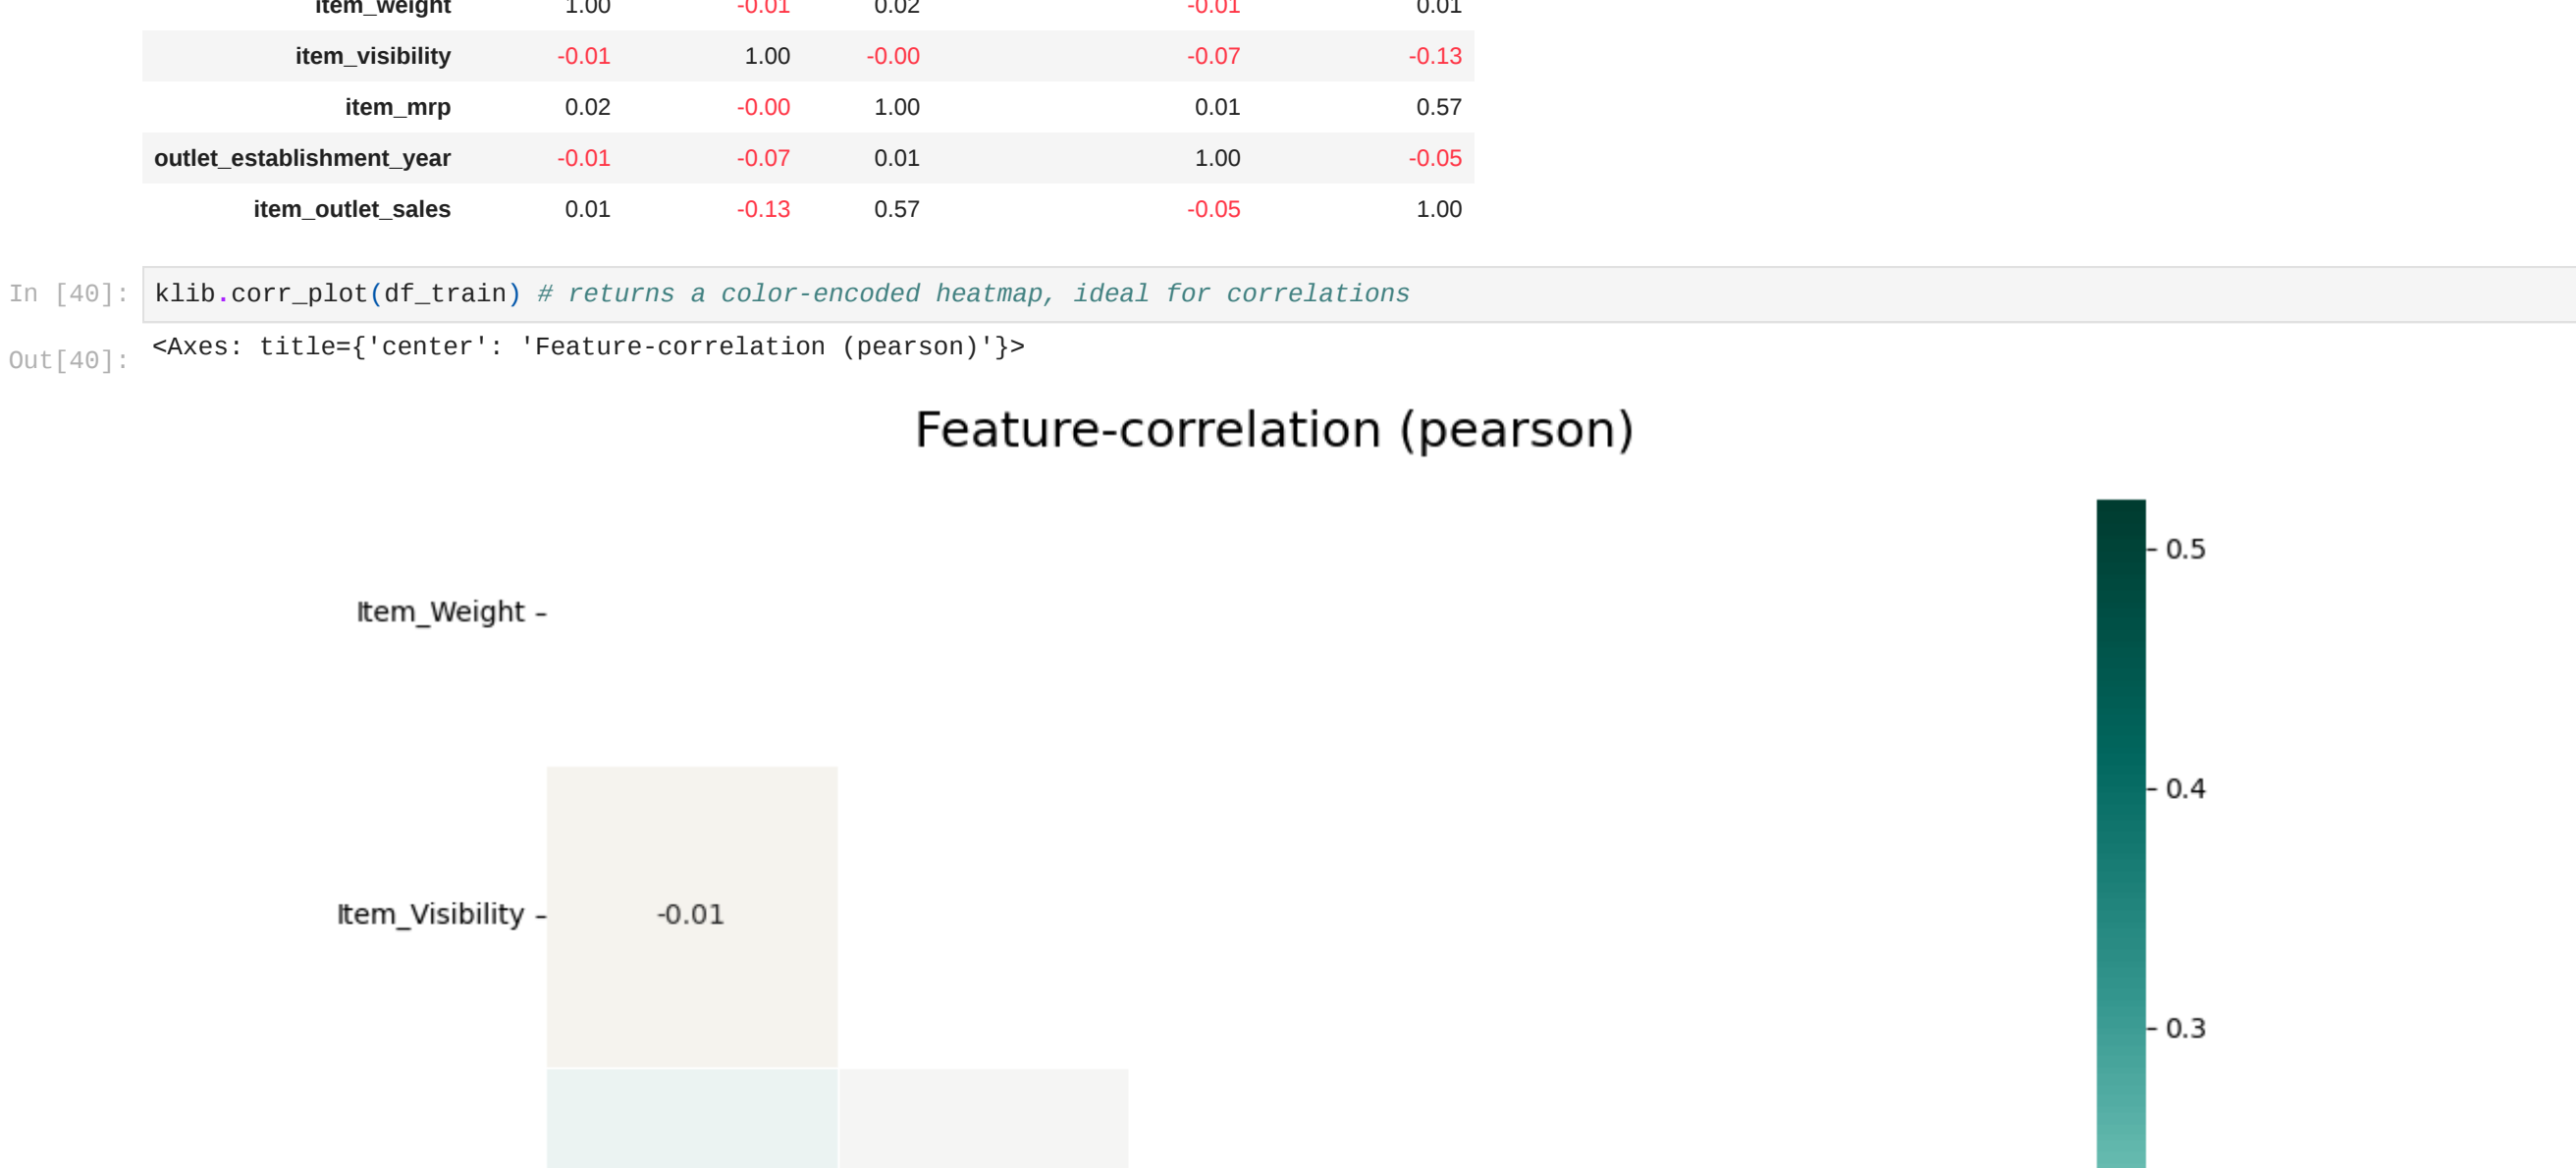 item_weight 1.00 -0.01 0.02 -0.01 0.01
item_visibility -0.01 1.00 -0.00 -0.07 -0.13
item_mrp 0.02 -0.00 1.00 0.01 0.57
outlet_establishment_year -0.01 -0.07 0.01 1.00 -0.05
item_outlet_sales 0.01 -0.13 0.57 -0.05 1.00
In [40]: klib.corr_plot(df_train) # returns a color-encoded heatmap, ideal for correlations
Out[40]: <Axes: title={'center': 'Feature-correlation (pearson)'}>
Feature-correlation (pearson)
0.5
Item_Weight
0.4
Item_Visibility -0.01
0.3